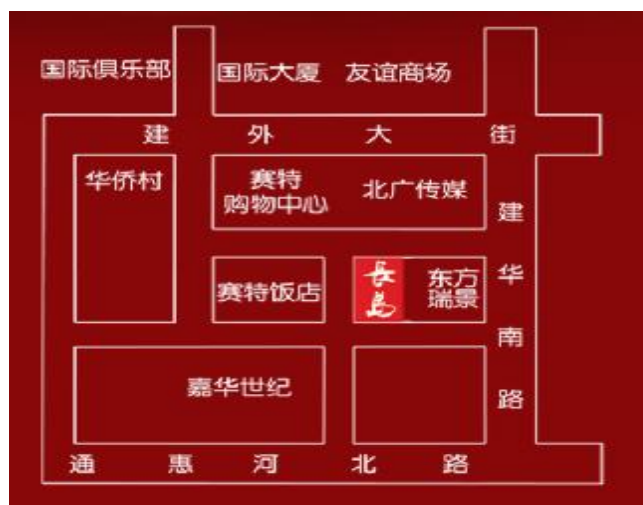 国际俱乐部
国际大厦
友谊商场
建外大街
华侨村
赛特
购物中心
北广传媒
建华南路
赛特饭店
長島
东方
瑞景
嘉华世纪
通惠河北路